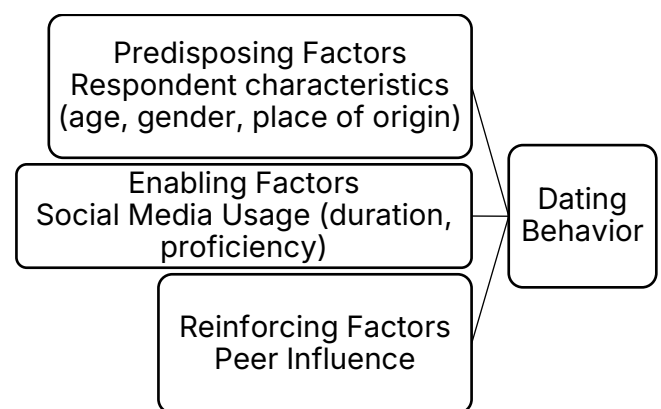 Predisposing Factors
Respondent characteristics
(age, gender, place of origin)
Enabling Factors
Social Media Usage (duration,
proficiency)
Reinforcing Factors
Peer Influence
Dating
Behavior